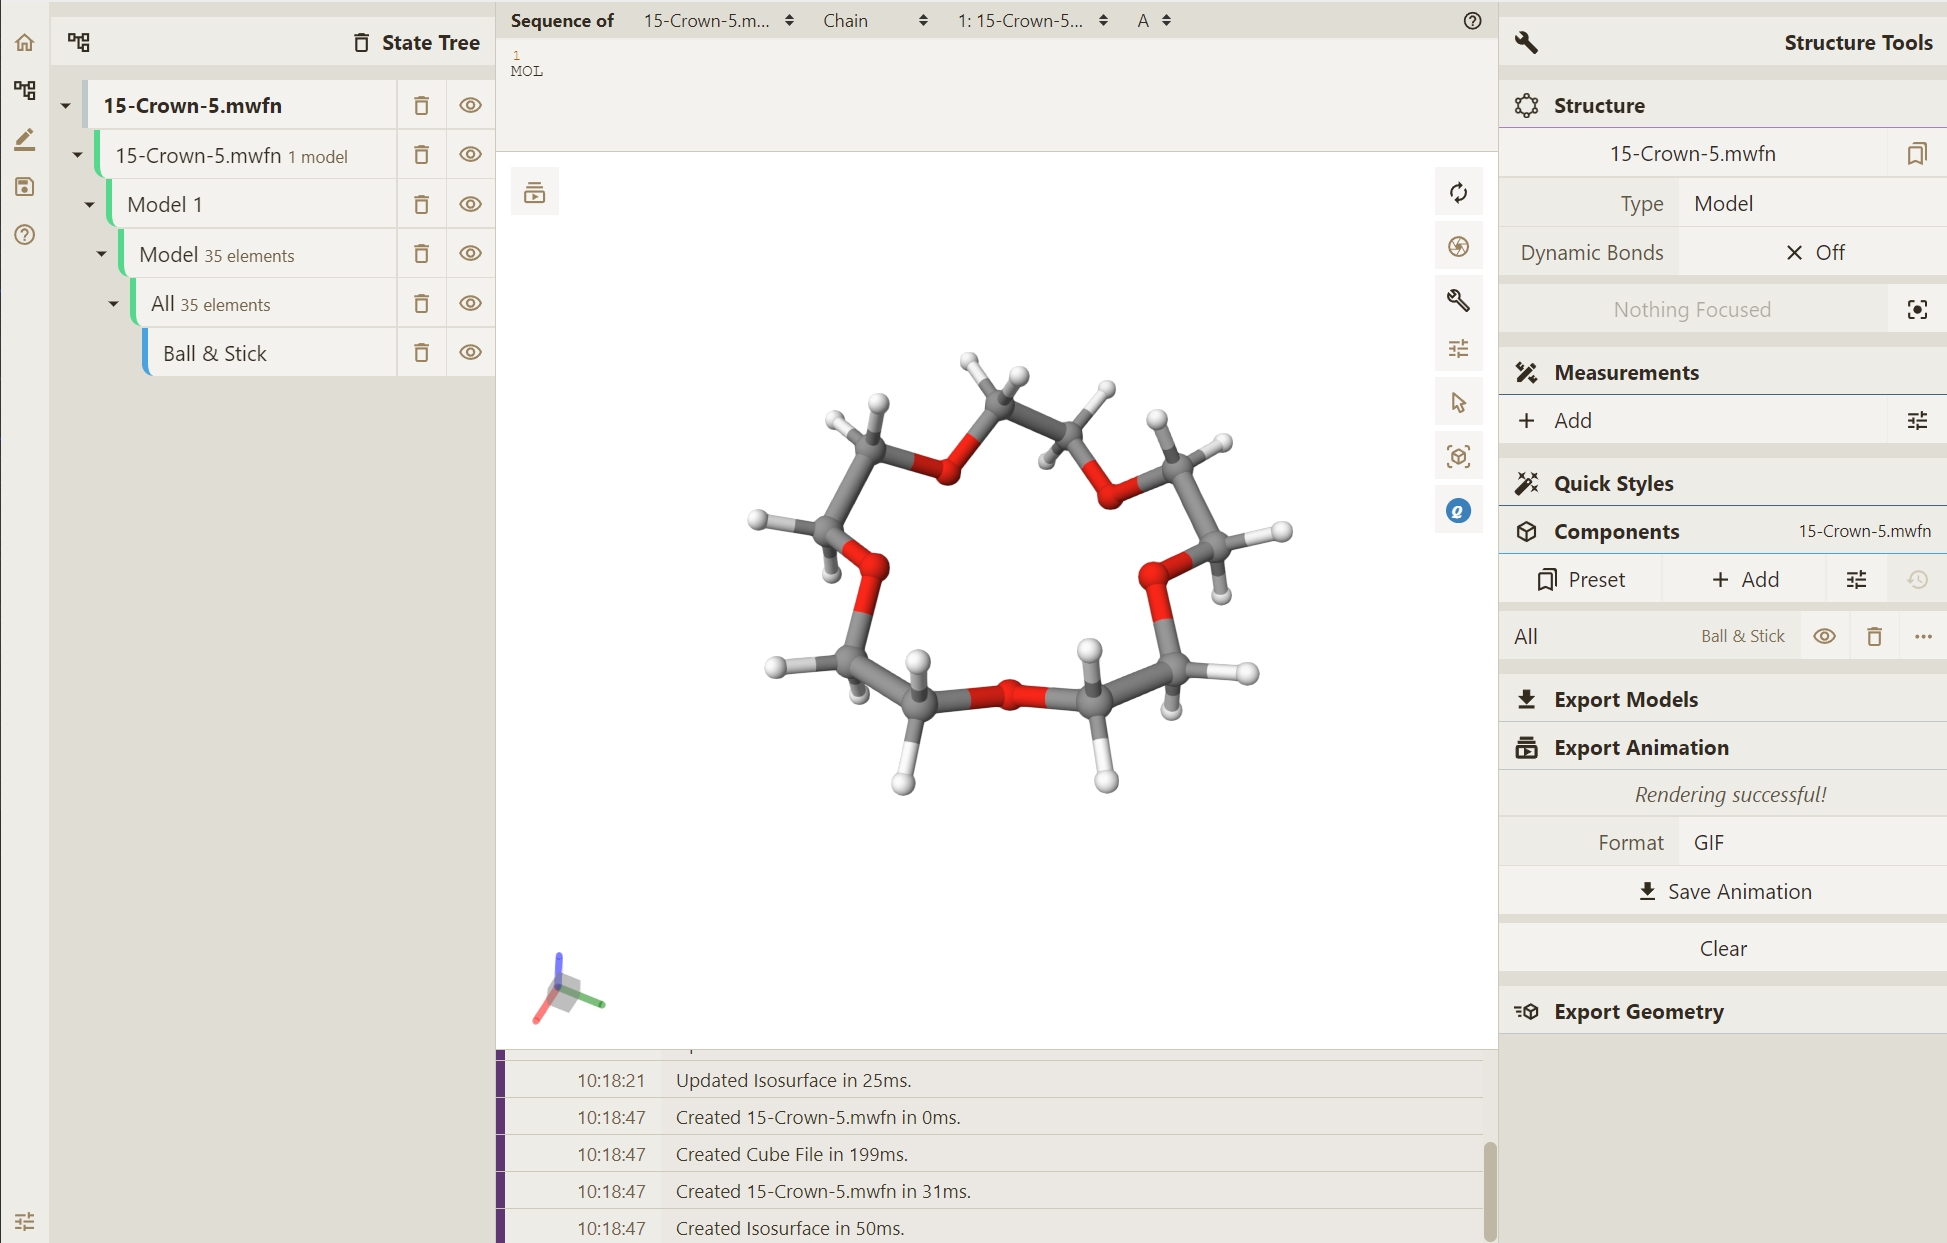 State Tree
15-Crown-5.mwfn
15-Crown-5.mwfn 1 model
Model 1
Model 35 elements
All 35 elements
Ball & Stick
Sequence of 15-Crown-5.m... Chain 1: 15-Crown-5... A
1
MOL
10:18:21 Updated Isosurface in 25ms.
10:18:47 Created 15-Crown-5.mwfn in 0ms.
10:18:47 Created Cube File in 199ms.
10:18:47 Created 15-Crown-5.mwfn in 31ms.
10:18:47 Created Isosurface in 50ms.
Structure Tools
Structure
15-Crown-5.mwfn
Type Model
Dynamic Bonds Off
Nothing Focused
Measurements
Add
Quick Styles
Components 15-Crown-5.mwfn
Preset Add
All Ball & Stick
Export Models
Export Animation
Rendering successful!
Format GIF
Save Animation
Clear
Export Geometry